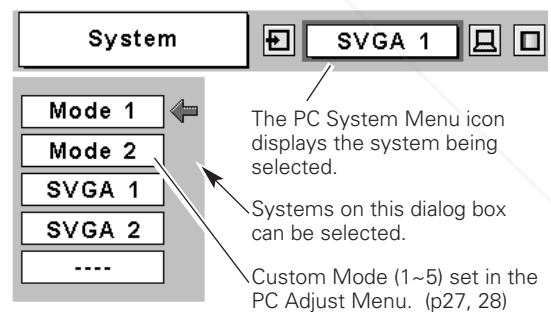 System
SVGA 1
Mode 1
Mode 2
SVGA 1
SVGA 2
----
The PC System Menu icon
displays the system being
selected.
Systems on this dialog box
can be selected.
Custom Mode (1~5) set in the
PC Adjust Menu. (p27, 28)